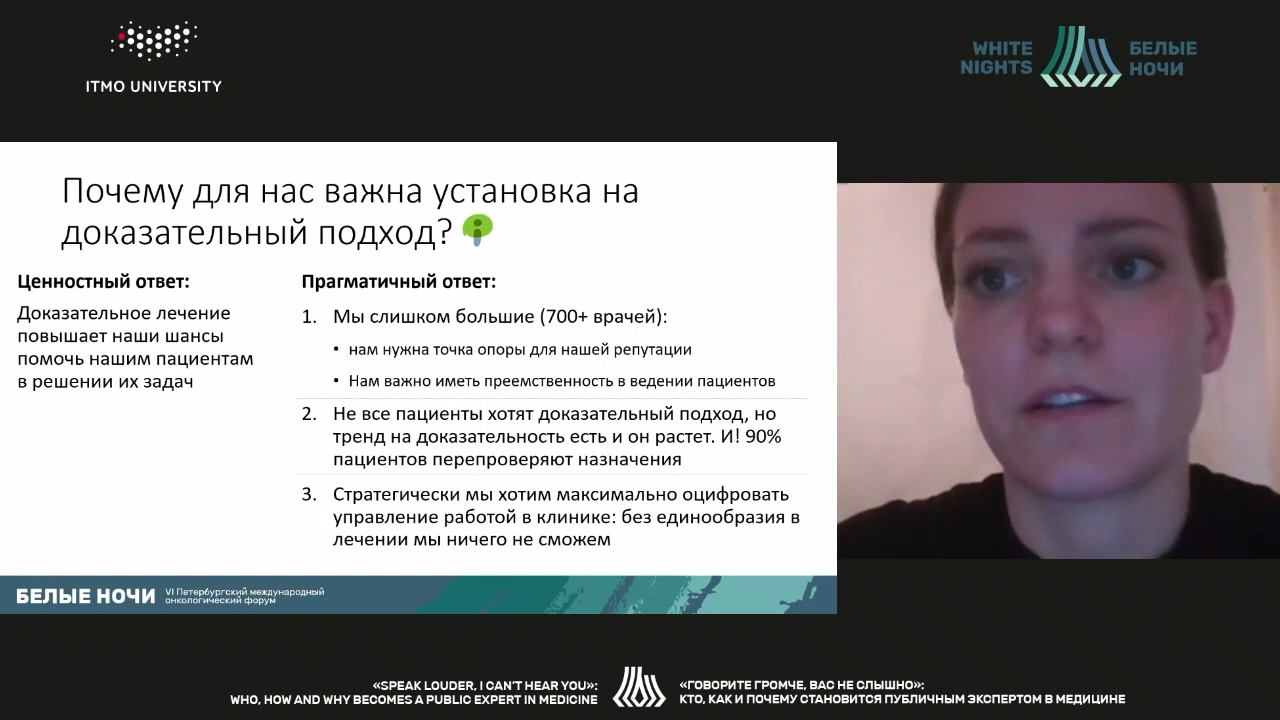 ITMO UNIVERSITY
WHITE
NIGHTS
БЕЛЫЕ
НОЧИ
Почему для нас важна установка на
доказательный подход?
Ценностный ответ:
Доказательное лечение
повышает наши шансы
помочь нашим пациентам
в решении их задач
Прагматичный ответ:
1. Мы слишком большие (700+ врачей):
• нам нужна точка опоры для нашей репутации
• Нам важно иметь преемственность в ведении пациентов
2. Не все пациенты хотят доказательный подход, но
тренд на доказательность есть и он растет. И! 90%
пациентов перепроверяют назначения
3. Стратегически мы хотим максимально оцифровать
управление работой в клинике: без единообразия в
лечении мы ничего не сможем
БЕЛЫЕ НОЧИ
VI Петербургский международный
онкологический форум
«SPEAK LOUDER, I CAN'T HEAR YOU»:
WHO, HOW AND WHY BECOMES A PUBLIC EXPERT IN MEDICINE
«ГОВОРИТЕ ГРОМЧЕ, ВАС НЕ СЛЫШНО»:
КТО, КАК И ПОЧЕМУ СТАНОВИТСЯ ПУБЛИЧНЫМ ЭКСПЕРТОМ В МЕДИЦИНЕ